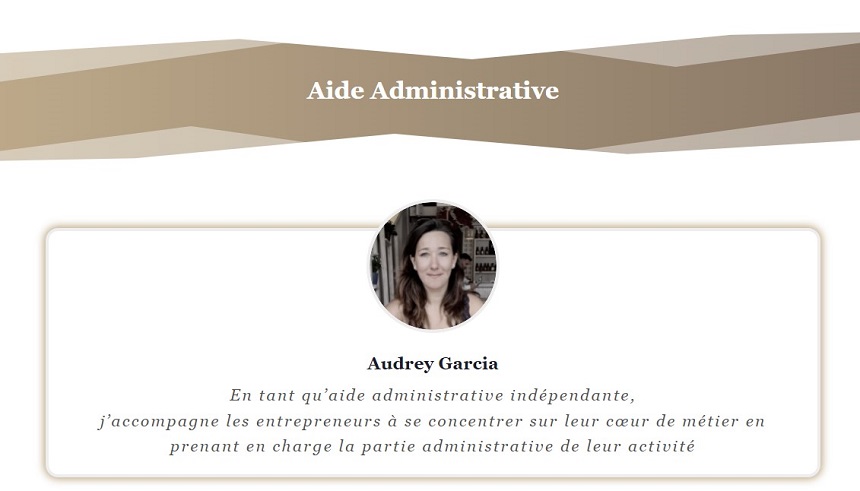 Aide Administrative
Audrey Garcia
En tant qu’aide administrative indépendante,
j’accompagne les entrepreneurs à se concentrer sur leur cœur de métier en
prenant en charge la partie administrative de leur activité